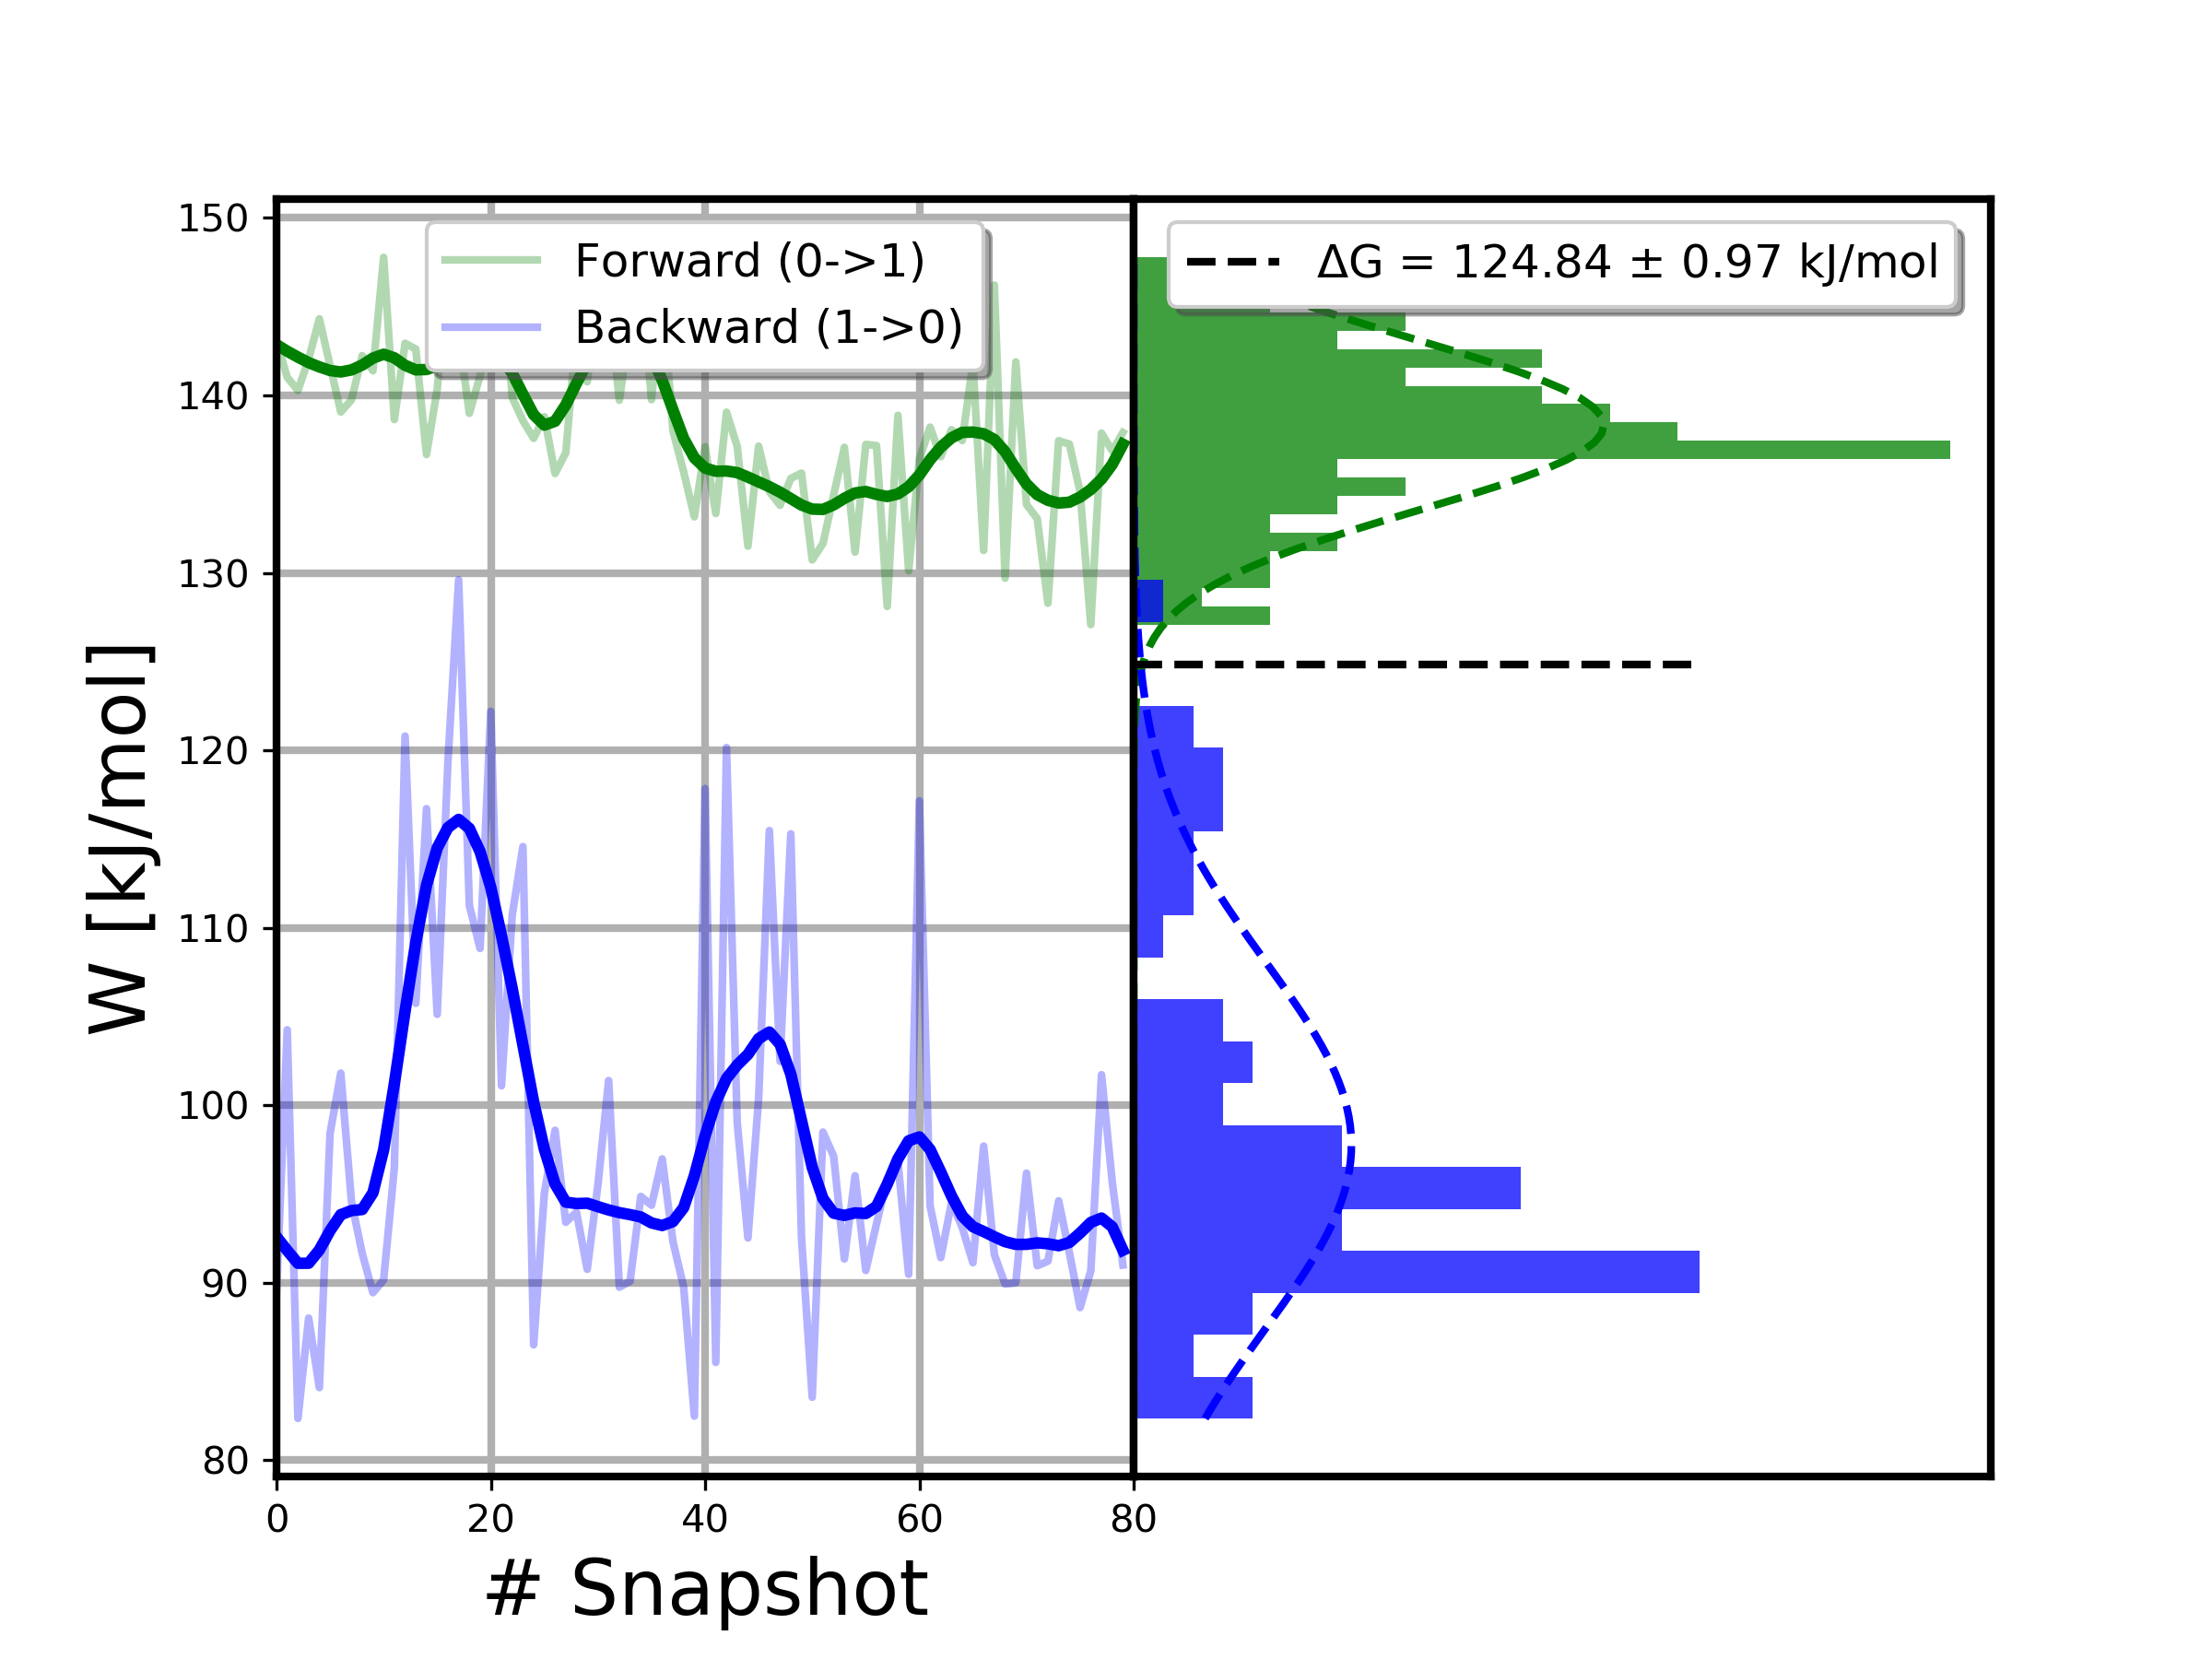 150
140
130
120
110
100
90
80
W [kJ/mol]
Forward (0->1)
Backward (1->0)
ΔG = 124.84 ± 0.97 kJ/mol
0 20 40 60 80
# Snapshot